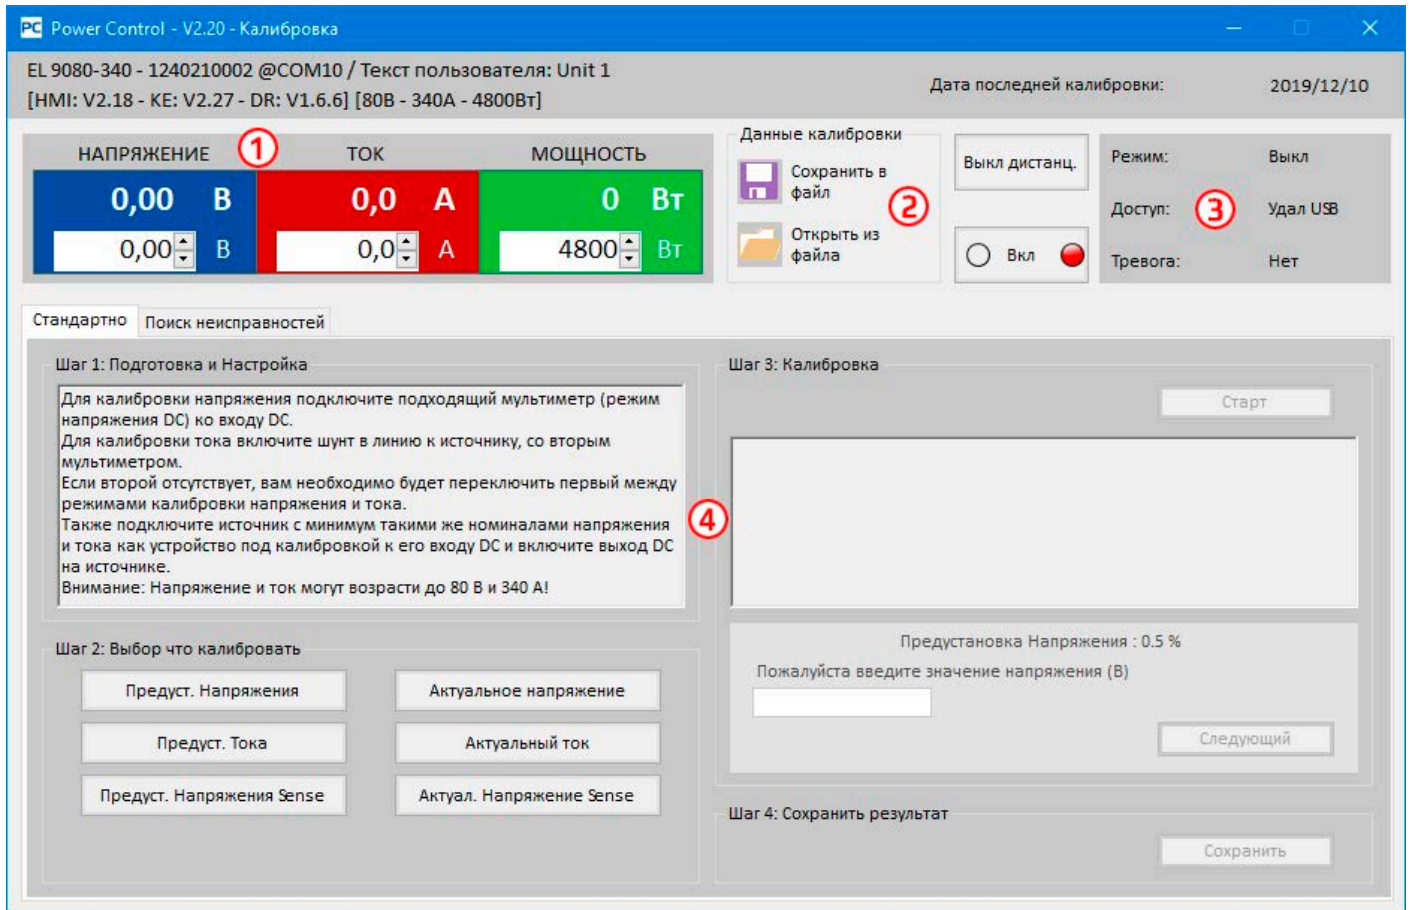 PC Power Control - V2.20 - Калибровка
EL 9080-340 - 1240210002 @COM10 / Текст пользователя: Unit 1
[HMI: V2.18 - KE: V2.27 - DR: V1.6.6] [80В - 340А - 4800Вт]
Дата последней калибровки: 2019/12/10
НАПРЯЖЕНИЕ
1
ТОК
МОЩНОСТЬ
0,00 В
0,0 А
0 Вт
0,00 В
0,0 А
4800 Вт
Данные калибровки
Сохранить в
файл
2
Открыть из
файла
Выкл дистанц.
Вкл
Режим: Выкл
Доступ: 3 Удал USB
Тревога: Нет
Стандартно
Поиск неисправностей
Шаг 1: Подготовка и Настройка
Для калибровки напряжения подключите подходящий мультиметр (режим
напряжения DC) ко входу DC.
Для калибровки тока включите шунт в линию к источнику, со вторым
мультиметром.
Если второй отсутствует, вам необходимо будет переключить первый между
режимами калибровки напряжения и тока.
Также подключите источник с минимум такими же номиналами напряжения
и тока как устройство под калибровкой к его входу DC и включите выход DC
на источнике.
Внимание: Напряжение и ток могут возрасти до 80 В и 340 А!
4
Шаг 2: Выбор что калибровать
Предуст. Напряжения
Актуальное напряжение
Предуст. Тока
Актуальный ток
Предуст. Напряжения Sense
Актуал. Напряжение Sense
Шаг 3: Калибровка
Старт
Предустановка Напряжения : 0.5 %
Пожалуйста введите значение напряжения (В)
Следующий
Шаг 4: Сохранить результат
Сохранить